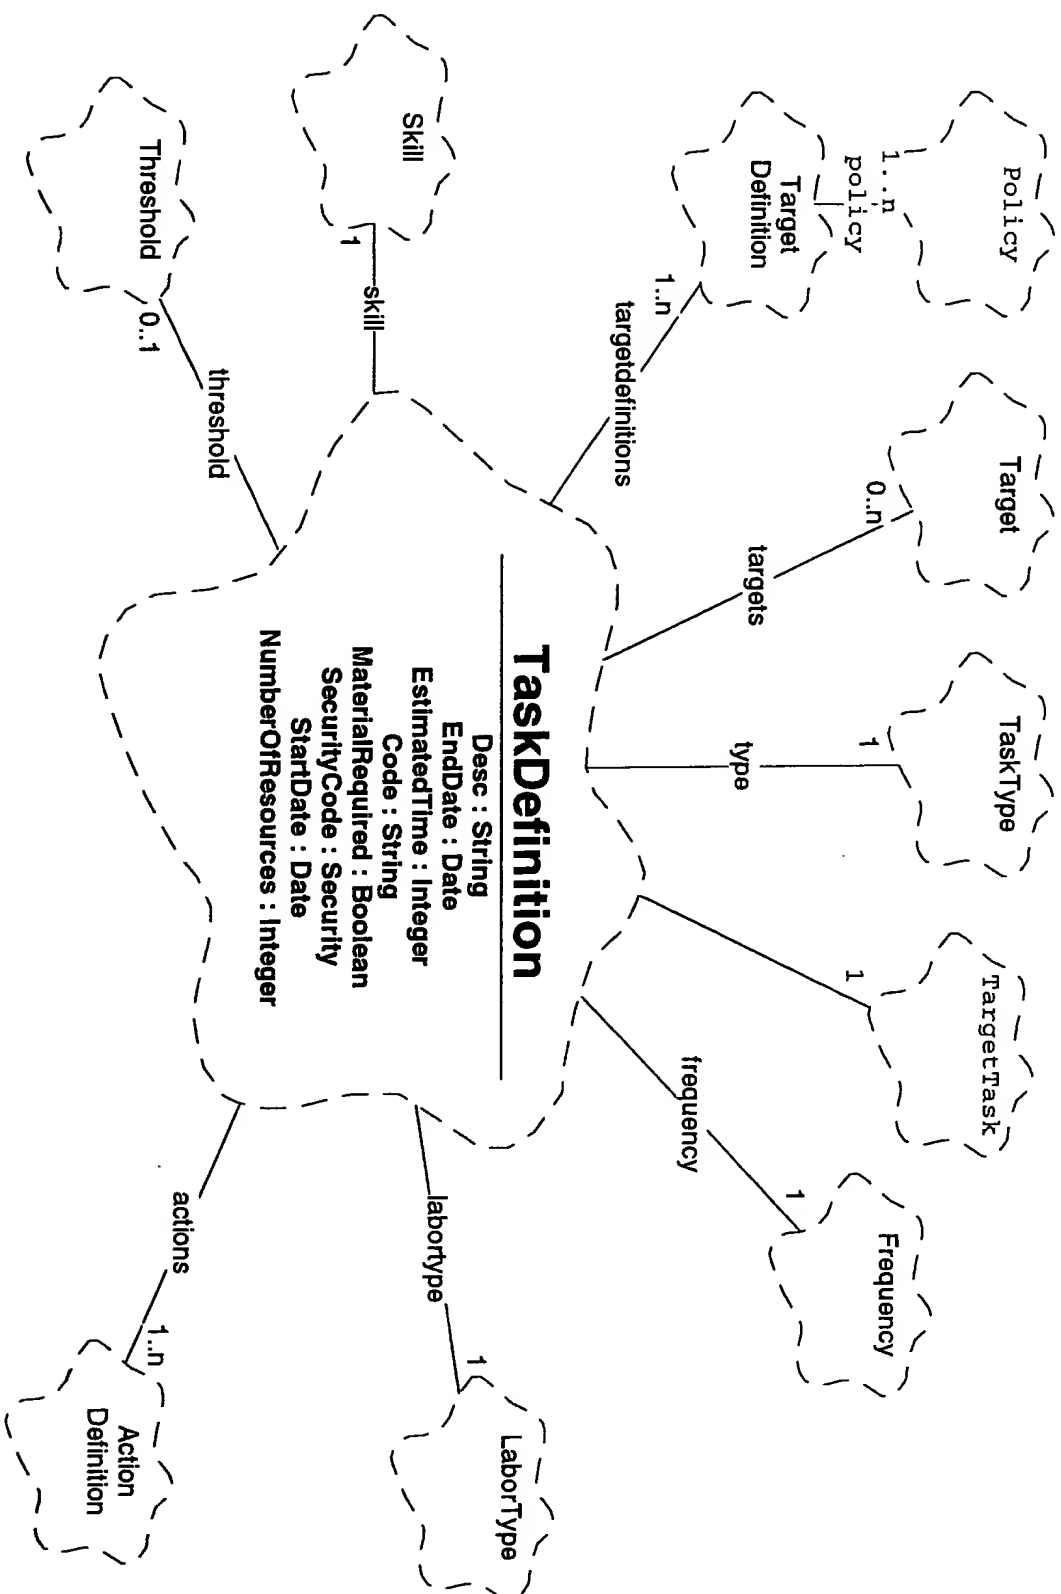 Policy
1..n
policy
Target
Definition
1..n
targetdefinitions
Target
0..n
targets
TaskType
1
type
TargetTask
1
Frequency
1
frequency
Skill
1
skill
Threshold
0..1
threshold
TaskDefinition
Desc : String
EndDate : Date
EstimatedTime : Integer
Code : String
MaterialRequired : Boolean
SecurityCode : Security
StartDate : Date
NumberOfResources : Integer
LaborType
1
labortype
Action
Definition
1..n
actions